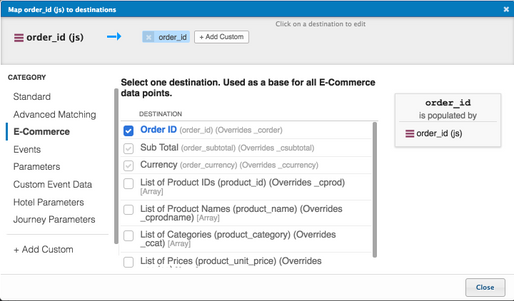 Map order_id (js) to destinations
Click on a destination to edit
order_id (js)
order_id
+ Add Custom
CATEGORY
Standard
Advanced Matching
E-Commerce
Events
Parameters
Custom Event Data
Hotel Parameters
Journey Parameters
+ Add Custom
Select one destination. Used as a base for all E-Commerce
data points.
DESTINATION
Order ID (order_id) (Overrides _corder)
Sub Total (order_subtotal) (Overrides _csubtotal)
Currency (order_currency) (Overrides _ccurrency)
List of Product IDs (product_id) (Overrides _cprod)
[Array]
List of Product Names (product_name) (Overrides
_cprodname) [Array]
List of Categories (product_category) (Overrides
_ccat) [Array]
List of Prices (product_unit_price) (Overrides
order_id
is populated by
order_id (js)
Close